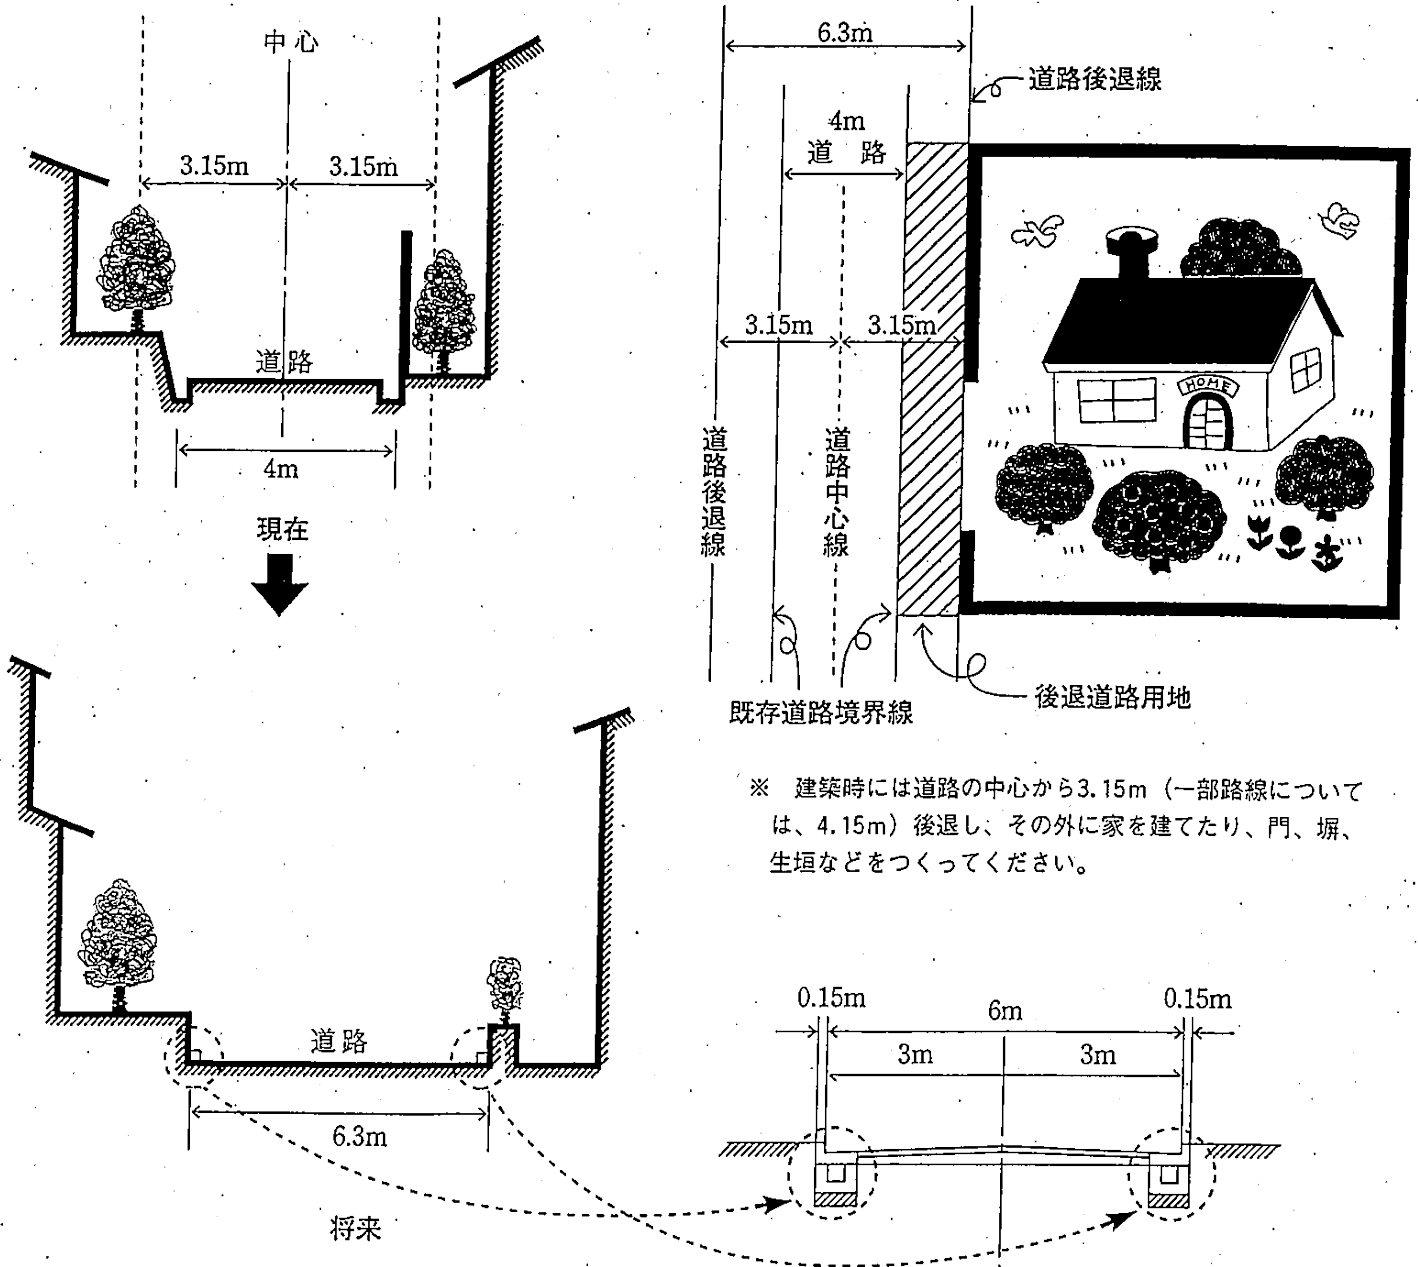 中心
3.15m
3.15m
道路
4m
現在
道路
6.3m
将来
6.3m
道路後退線
4m
道 路
3.15m
3.15m
道路後退線
道路中心線
HOME
既存道路境界線
後退道路用地
※ 建築時には道路の中心から3.15m（一部路線について
は、4.15m）後退し、その外に家を建てたり、門、塀、
生垣などをつくってください。
0.15m
6m
0.15m
3m
3m